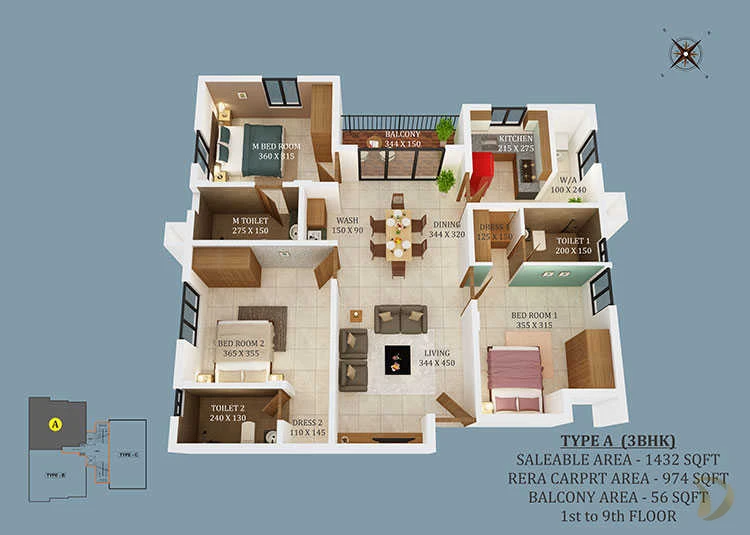 BALCONY
344 X 150
KITCHEN
215 X 275
M BED ROOM
360 X 315
W/A
100 X 240
M TOILET
275 X 150
WASH
150 X 90
DINING
344 X 320
DRESS 1
125 X 150
TOILET 1
200 X 150
BED ROOM 1
355 X 315
BED ROOM 2
365 X 355
LIVING
344 X 450
TOILET 2
240 X 130
DRESS 2
110 X 145
A
TYPE - B
TYPE - C
TYPE A (3BHK)
SALEABLE AREA - 1432 SQFT
RERA CARPRT AREA - 974 SQFT
BALCONY AREA - 56 SQFT
1st to 9th FLOOR